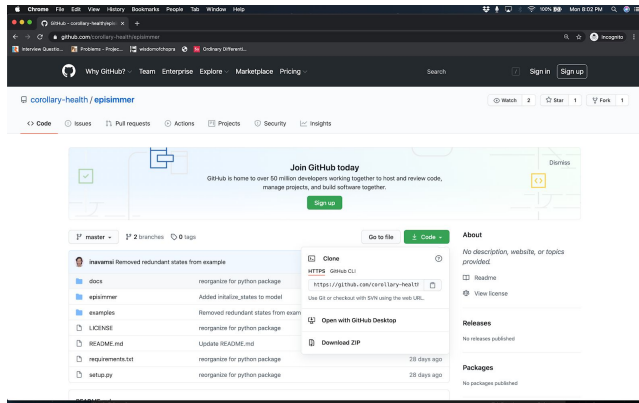 Chrome File Edit View History Bookmarks People Tab Window Help
100% Mon 8:02 PM
GitHub - corollary-health/epis
github.com/corollary-health/episimmer
Incognito
Interview Questio... Problems - Projec... wisdomofchopra Ordinary Differenti...
Why GitHub? Team Enterprise Explore Marketplace Pricing Search / Sign in Sign up
corollary-health / episimmer
Watch 2 Star 1 Fork 1
<> Code Issues Pull requests Actions Projects Security Insights
Join GitHub today
Dismiss
GitHub is home to over 50 million developers working together to host and review code,
manage projects, and build software together.
Sign up
master 2 branches 0 tags Go to file Code
About
No description, website, or topics
provided.
Readme
View license
Releases
No releases published
Packages
No packages published
inavamsi Removed redundant states from example
docs reorganize for python package
episimmer Added initalize_states to model
examples Removed redundant states from exam
LICENSE reorganize for python package
README.md Update README.md
requirements.txt reorganize for python package 28 days ago
setup.py reorganize for python package 28 days ago
Clone
HTTPS GitHub CLI
https://github.com/corollary-healt
Use Git or checkout with SVN using the web URL.
Open with GitHub Desktop
Download ZIP